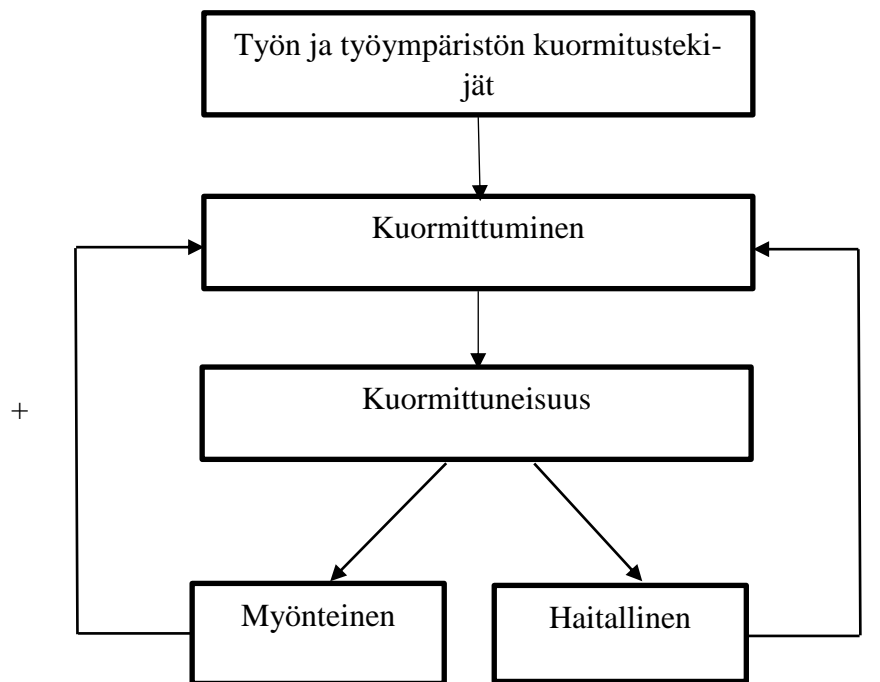 Työn ja työympäristön kuormitusteki-
jät
Kuormittuminen
Kuormittuneisuus
+
Myönteinen
Haitallinen